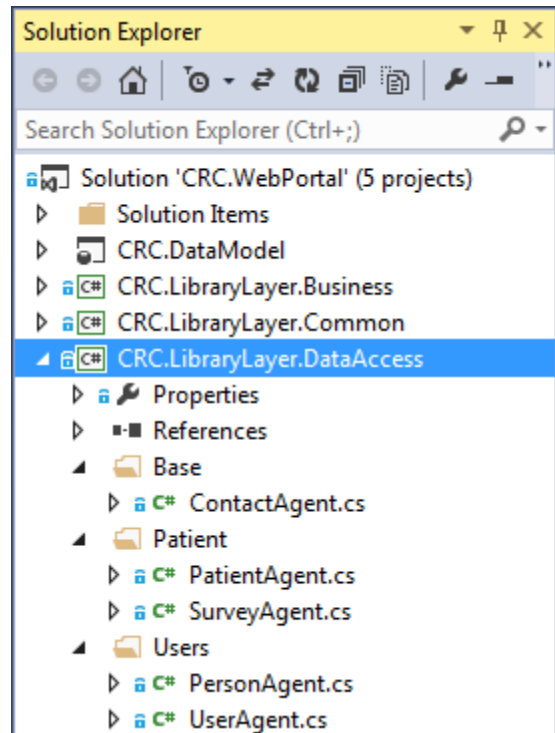 Solution Explorer
Search Solution Explorer (Ctrl+;)
Solution 'CRC.WebPortal' (5 projects)
Solution Items
CRC.DataModel
C# CRC.LibraryLayer.Business
C# CRC.LibraryLayer.Common
C# CRC.LibraryLayer.DataAccess
Properties
References
Base
C# ContactAgent.cs
Patient
C# PatientAgent.cs
C# SurveyAgent.cs
Users
C# PersonAgent.cs
C# UserAgent.cs